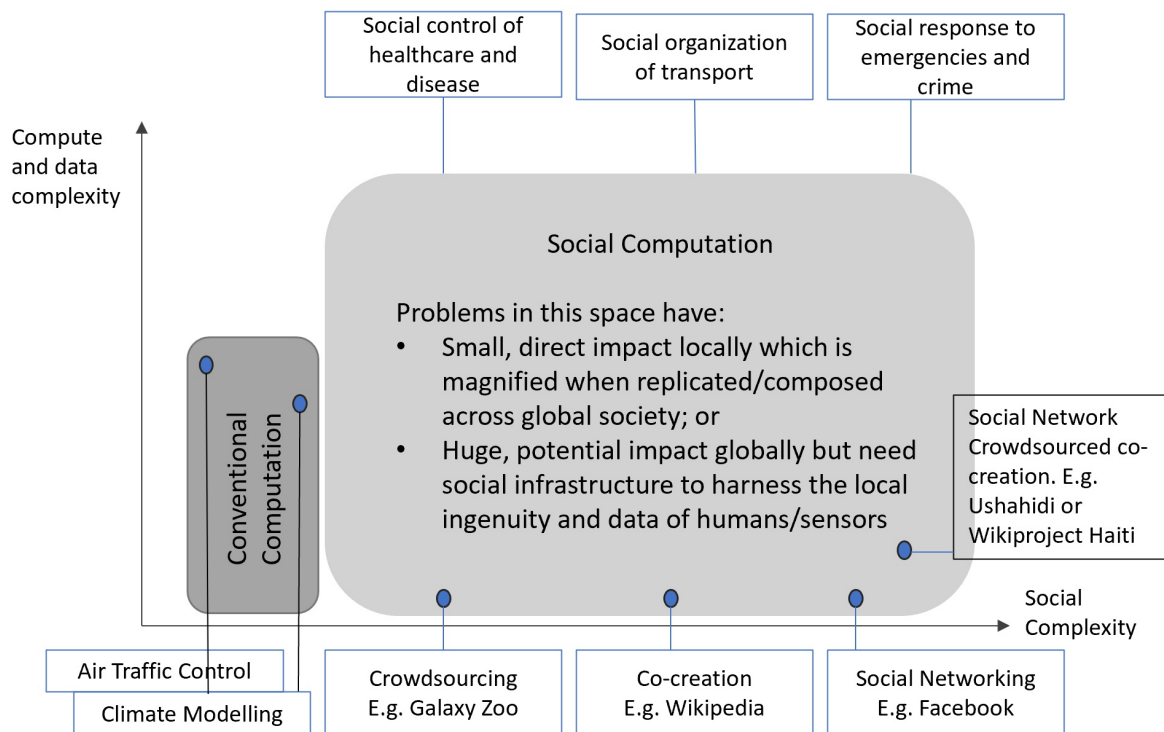 Social control of
healthcare and
disease
Social organization
of transport
Social response to
emergencies and
crime
Compute
and data
complexity
Social Computation
Problems in this space have:
• Small, direct impact locally which is
magnified when replicated/composed
across global society; or
• Huge, potential impact globally but need
social infrastructure to harness the local
ingenuity and data of humans/sensors
Conventional
Computation
Social Network
Crowdsourced co-
creation. E.g.
Ushahidi or
Wikiproject Haiti
Social
Complexity
Air Traffic Control
Climate Modelling
Crowdsourcing
E.g. Galaxy Zoo
Co-creation
E.g. Wikipedia
Social Networking
E.g. Facebook